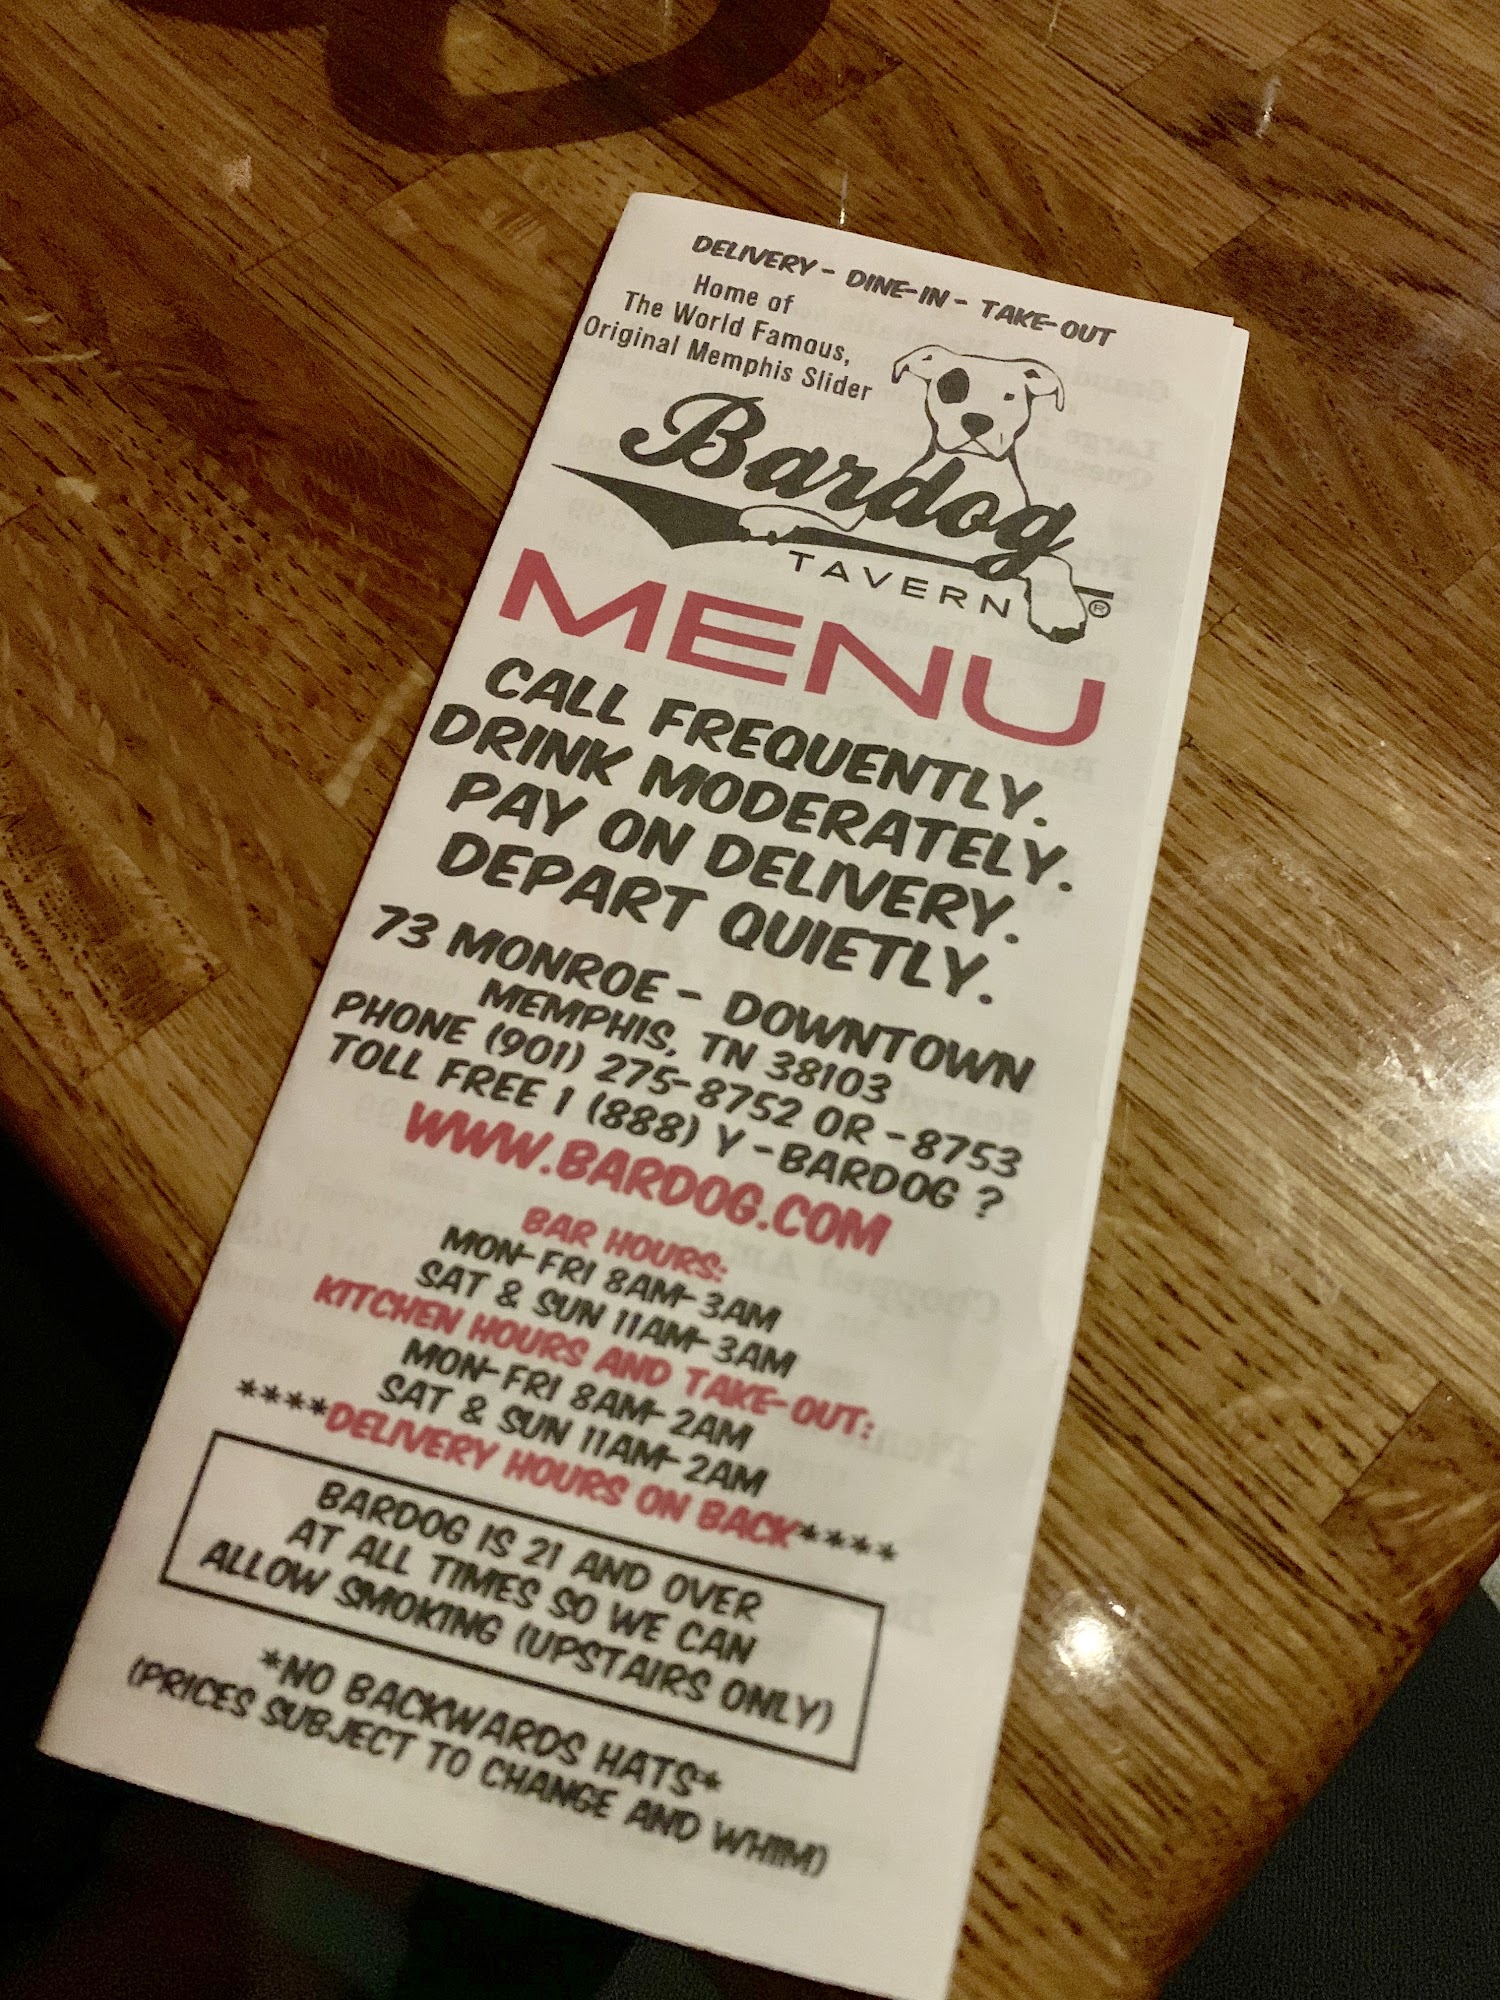 DELIVERY - DINE-IN - TAKE-OUT
Home of
The World Famous,
Original Memphis Slider
Bardog
TAVERN®
MENU
CALL FREQUENTLY.
DRINK MODERATELY.
PAY ON DELIVERY.
DEPART QUIETLY.
73 MONROE - DOWNTOWN
MEMPHIS, TN 38103
PHONE (901) 275-8752 OR -8753
TOLL FREE 1 (888) Y-BARDOG ?
WWW.BARDOG.COM
BAR HOURS:
MON-FRI 8AM-3AM
SAT & SUN 11AM-3AM
KITCHEN HOURS AND TAKE-OUT:
MON-FRI 8AM-2AM
SAT & SUN 11AM-2AM
****DELIVERY HOURS ON BACK****
BARDOG IS 21 AND OVER
AT ALL TIMES SO WE CAN
ALLOW SMOKING (UPSTAIRS ONLY)
*NO BACKWARDS HATS*
(PRICES SUBJECT TO CHANGE AND WHIM)